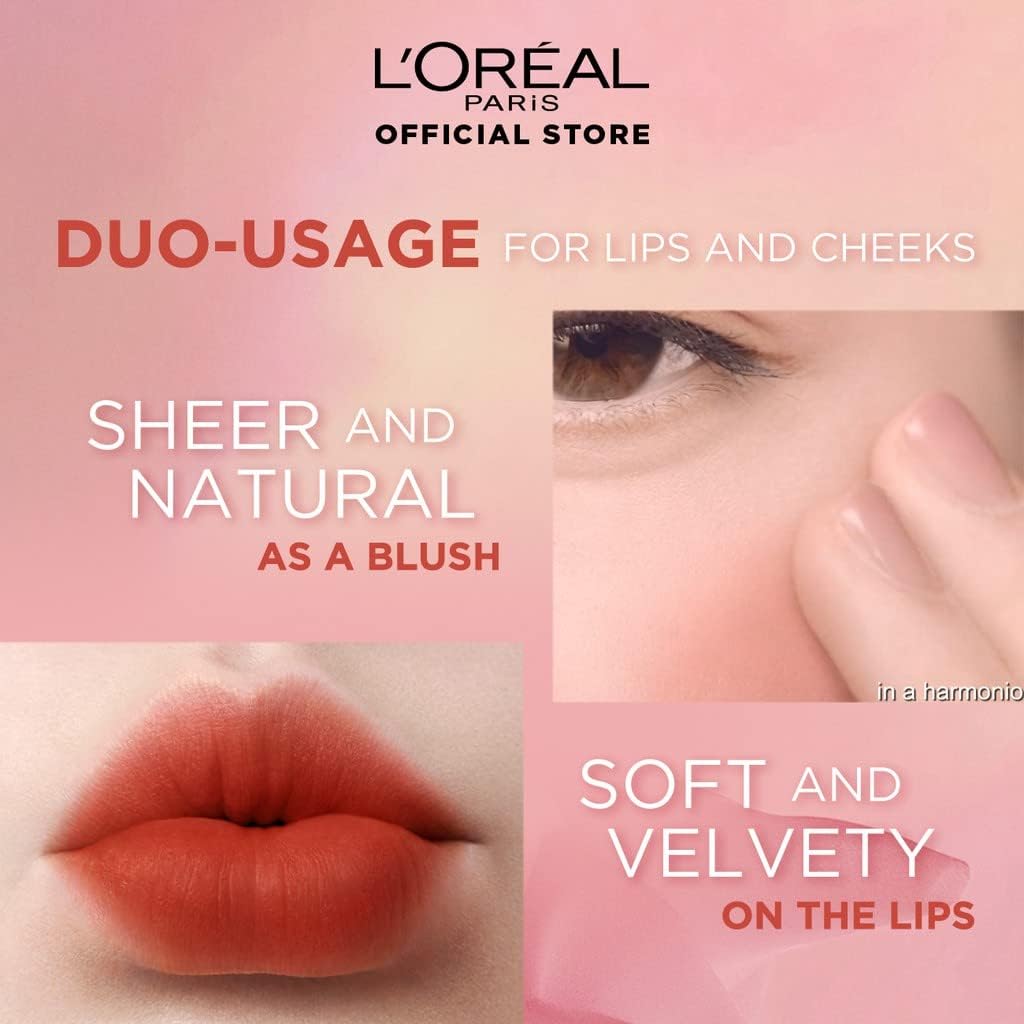 L'ORÉAL
PARiS
OFFICIAL STORE
DUO-USAGE FOR LIPS AND CHEEKS
SHEER AND
NATURAL
AS A BLUSH
in a harmonio
SOFT AND
VELVETY
ON THE LIPS